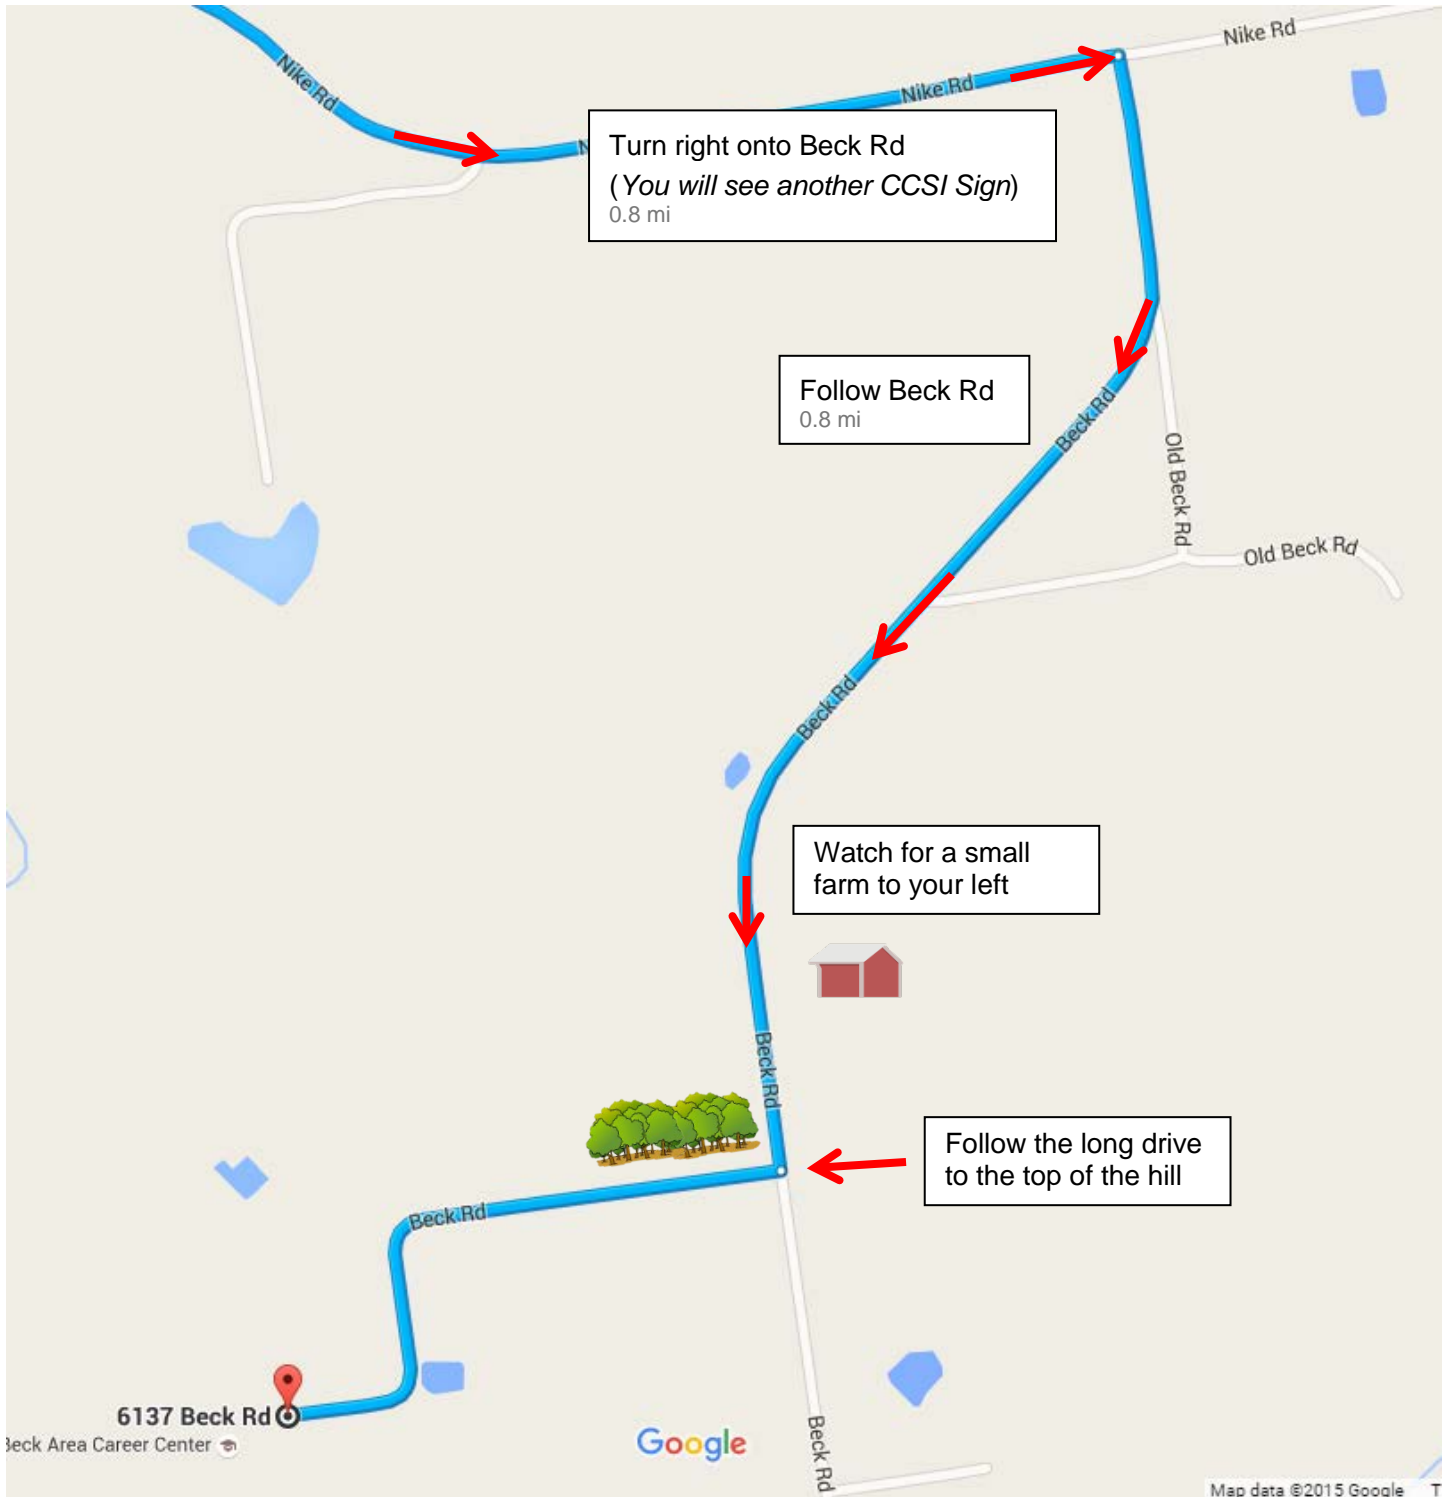 Nike Rd
Nike Rd
Nike Rd
N
Turn right onto Beck Rd
(You will see another CCSI Sign)
0.8 mi
Follow Beck Rd
0.8 mi
Beck Rd
Old Beck Rd
Old Beck Rd
Beck Rd
Watch for a small
farm to your left
Beck Rd
Follow the long drive
to the top of the hill
Beck Rd
6137 Beck Rd
Beck Area Career Center
Google
Beck Rd
Map data ©2015 Google T